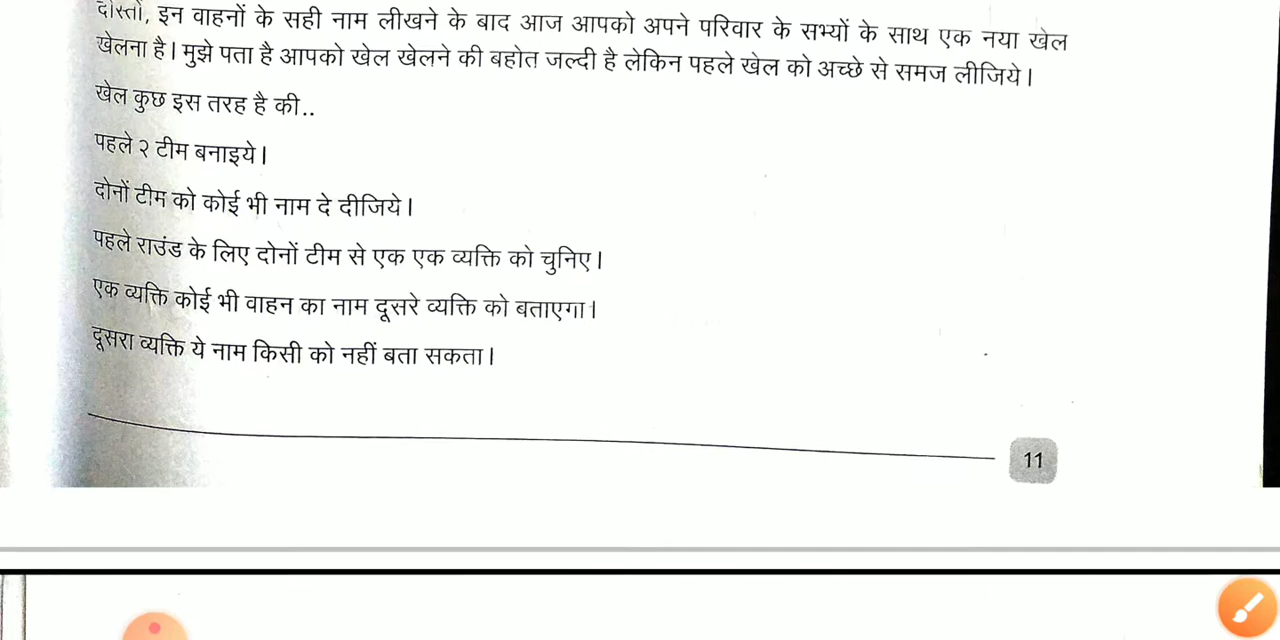 दोस्तों, इन वाहनों के सही नाम लीखने के बाद आज आपको अपने परिवार के सभ्यों के साथ एक नया खेल
खेलना है। मुझे पता है आपको खेल खेलने की बहोत जल्दी है लेकिन पहले खेल को अच्छे से समज लीजिये।
खेल कुछ इस तरह है की..
पहले २ टीम बनाइये।
दोनों टीम को कोई भी नाम दे दीजिये।
पहले राउंड के लिए दोनों टीम से एक एक व्यक्ति को चुनिए।
एक व्यक्ति कोई भी वाहन का नाम दूसरे व्यक्ति को बताएगा।
दूसरा व्यक्ति ये नाम किसी को नहीं बता सकता।
11